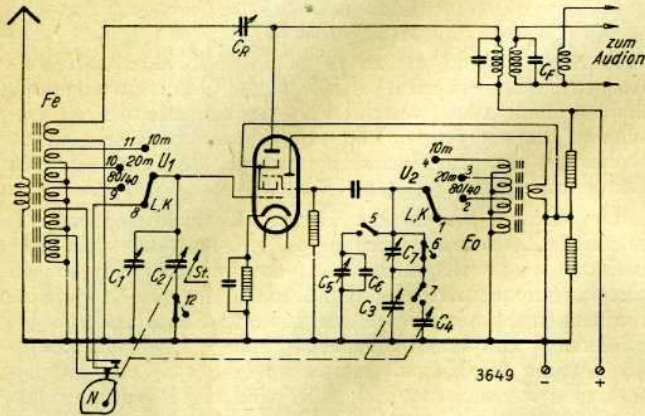 C_R
zum
Audion
C_F
Fe
11 10m
10 20m U_1
80/40
9
8 L,K
C_1 C_2 St.
12
10m
4
U_2 20m 3
80/40 2
L,K 1
Fo
5
C_7 6
C_5 C_6
C_3 7
C_4
N
3649 - +